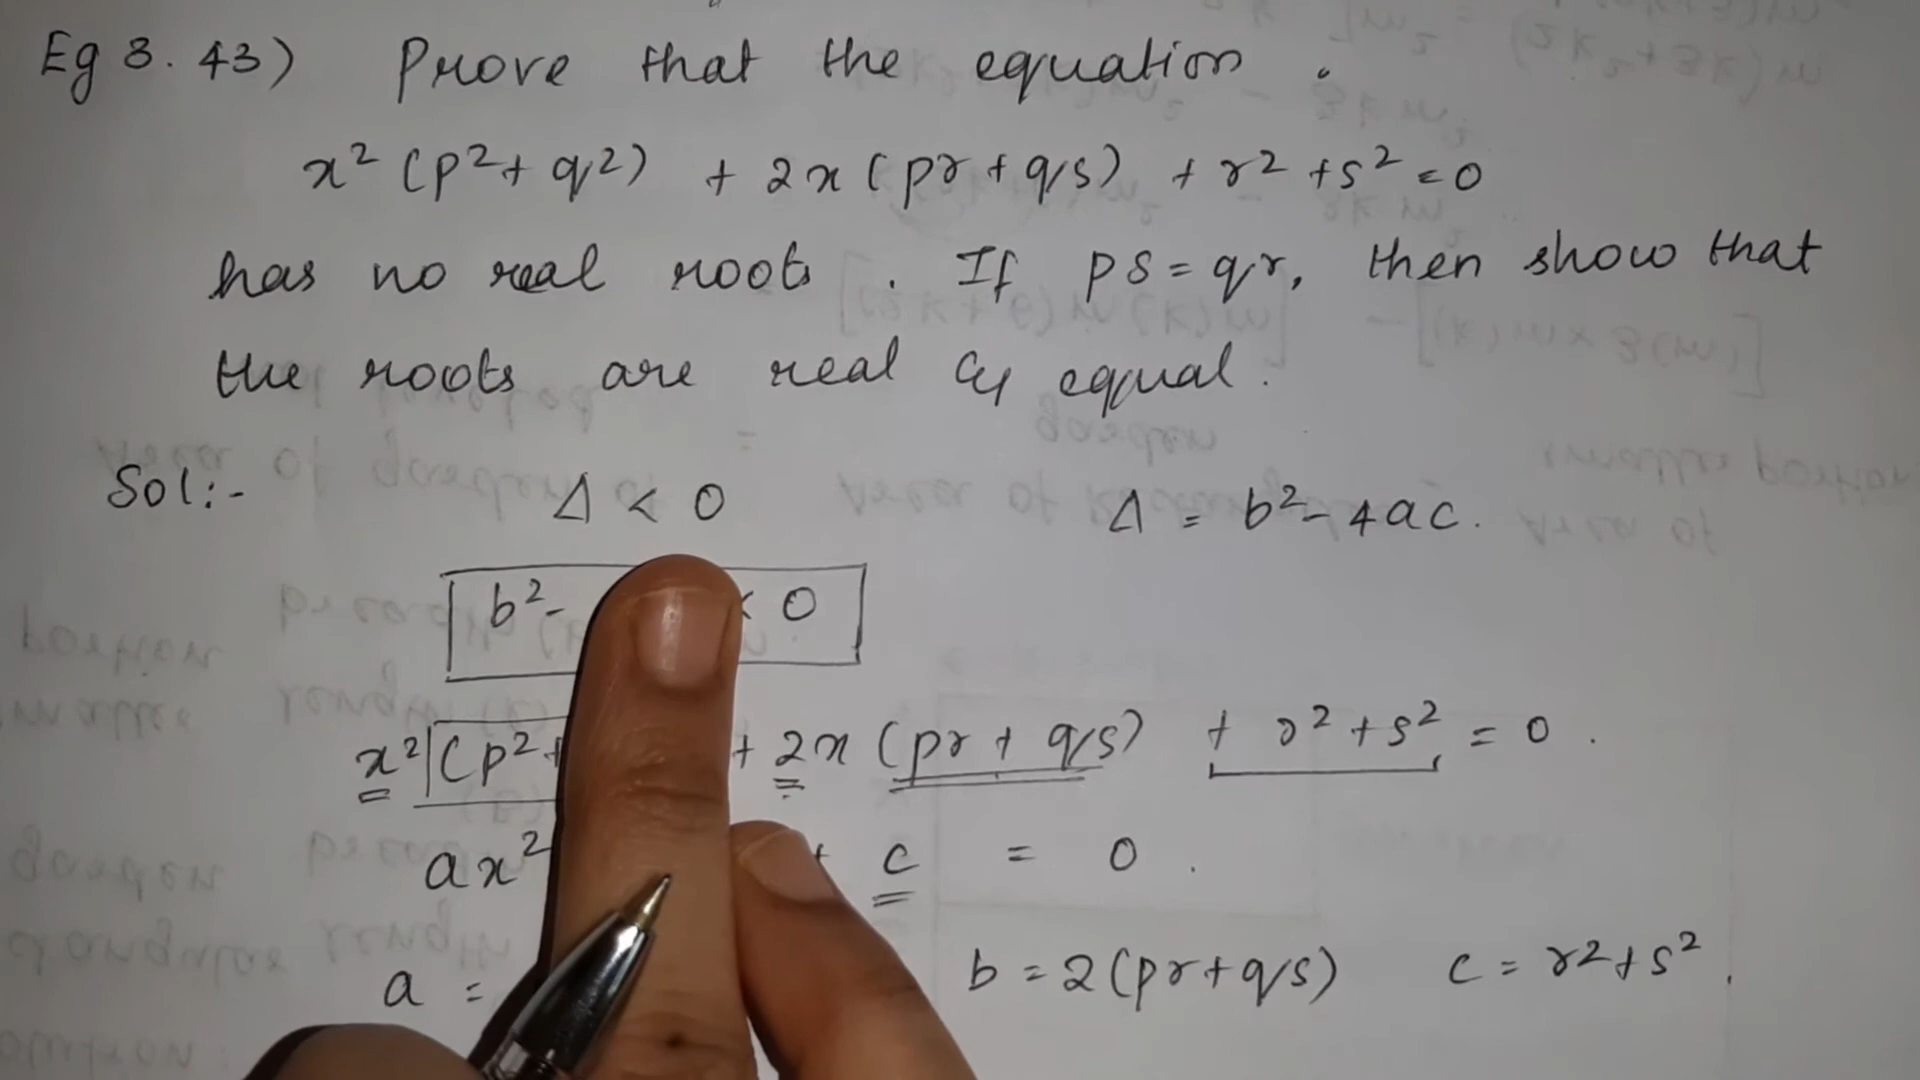 Eg 3.43) Prove that the equation
x² (p² + q²) + 2x (pr + qs) + r² + s² = 0
has no real roots. If ps = qr, then show that
the roots are real & equal.
Sol:- Δ < 0 Δ = b² - 4ac.
b² - < 0
x² (p² + + 2x (pr + qs) + r² + s² = 0.
ax² + c = 0.
a = b = 2(pr + qs) c = r² + s².